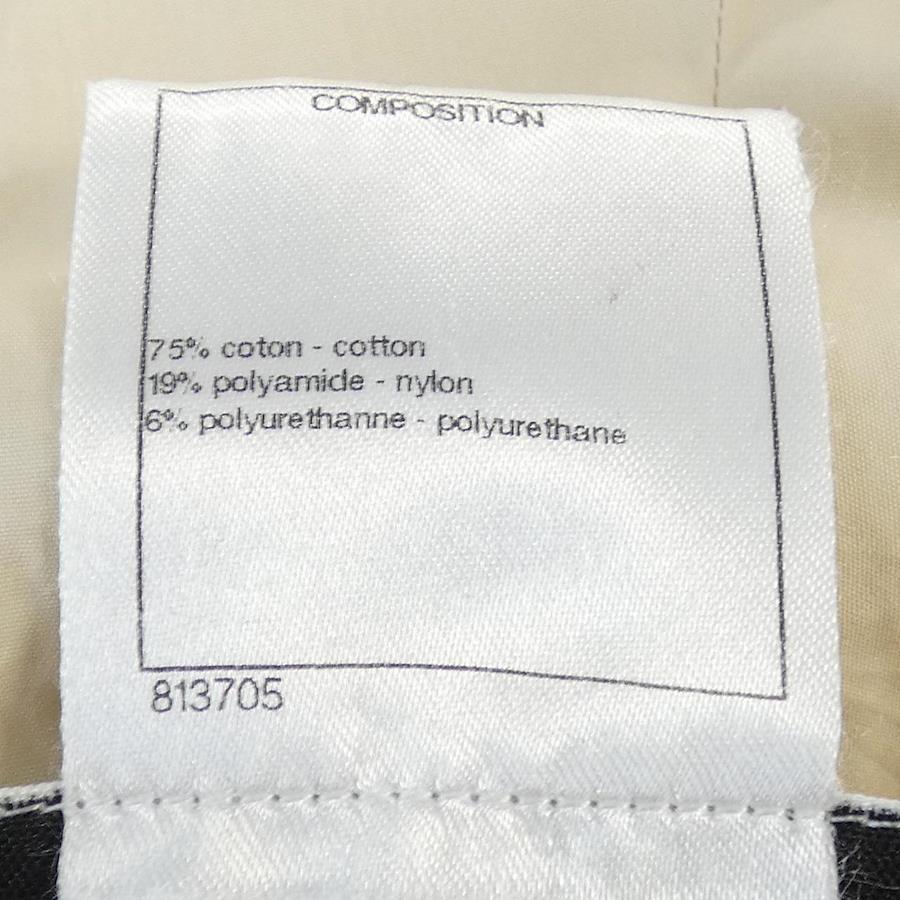 COMPOSITION
75% coton - cotton
19% polyamide - nylon
6% polyurethanne - polyurethane
813705